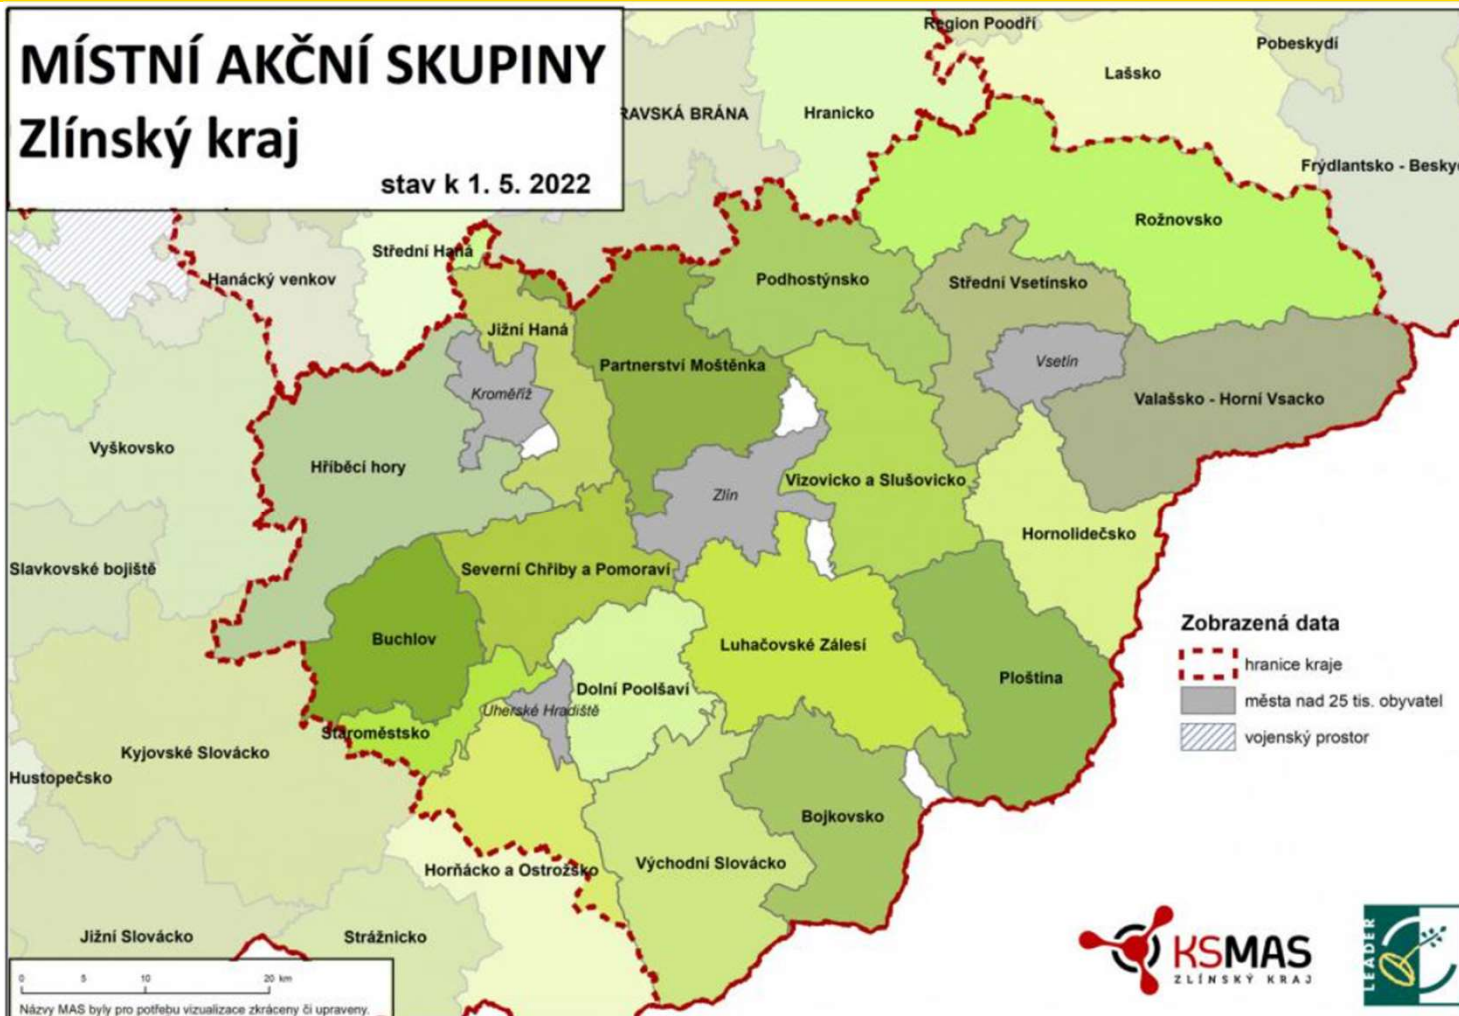 MÍSTNÍ AKČNÍ SKUPINY
Zlínský kraj
stav k 1. 5. 2022
Region Poodří
Pobeskydí
Lašsko
RAVSKÁ BRÁNA
Hranicko
Frýdlantsko - Besky
Rožnovsko
Střední Haná
Hanácký venkov
Podhostýnsko
Střední Vsetínsko
Jižní Haná
Partnerství Moštěnka
Vsetín
Kroměříž
Valašsko - Horní Vsacko
Vyškovsko
Hříběcí hory
Vizovicko a Slušovicko
Zlín
Hornolidečsko
Slavkovské bojiště
Severní Chřiby a Pomoraví
Buchlov
Luhačovské Zálesí
Ploština
Dolní Poolšaví
Uherské Hradiště
Staroměstsko
Kyjovské Slovácko
Hustopečsko
Bojkovsko
Východní Slovácko
Horňácko a Ostrožsko
Jižní Slovácko
Strážnicko
Zobrazená data
hranice kraje
města nad 25 tis. obyvatel
vojenský prostor
0 5 10 20 km
Názvy MAS byly pro potřebu vizualizace zkráceny či upraveny.
KSMAS
ZLÍNSKÝ KRAJ
LEADER